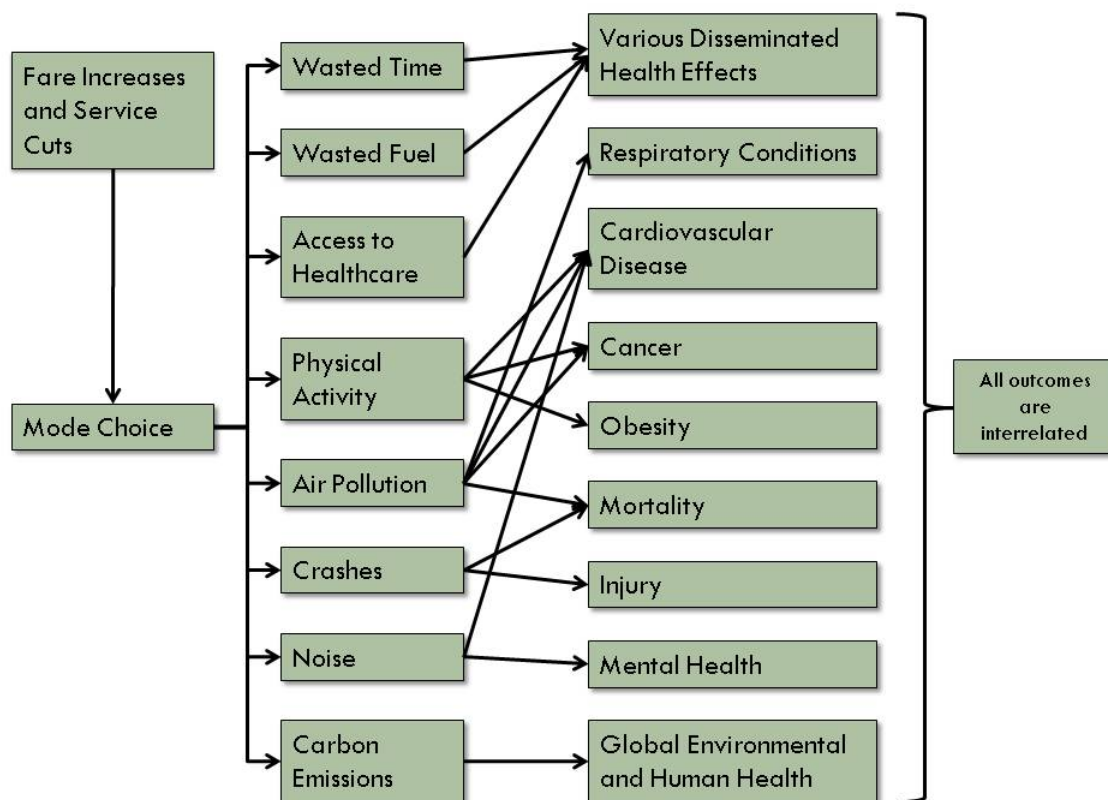 Fare Increases
and Service
Cuts
Mode Choice
Wasted Time
Wasted Fuel
Access to
Healthcare
Physical
Activity
Air Pollution
Crashes
Noise
Carbon
Emissions
Various Disseminated
Health Effects
Respiratory Conditions
Cardiovascular
Disease
Cancer
Obesity
Mortality
Injury
Mental Health
Global Environmental
and Human Health
All outcomes
are
interrelated